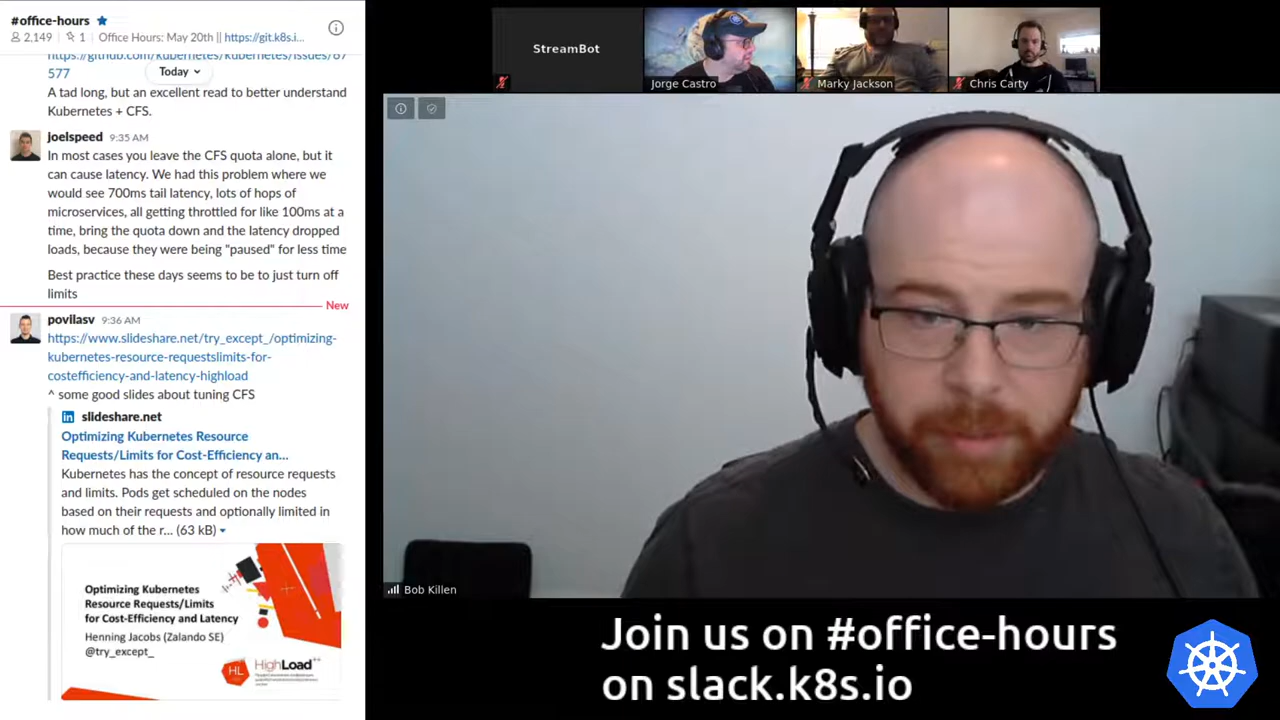 #office-hours
2,149 | 1 | Office Hours: May 20th || https://git.k8s.i...
https://github.com/kubernetes/kubernetes/issues/67
577
Today
A tad long, but an excellent read to better understand
Kubernetes + CFS.
joelspeed 9:35 AM
In most cases you leave the CFS quota alone, but it
can cause latency. We had this problem where we
would see 700ms tail latency, lots of hops of
microservices, all getting throttled for like 100ms at a
time, bring the quota down and the latency dropped
loads, because they were being "paused" for less time
Best practice these days seems to be to just turn off
limits
New
povilasv 9:36 AM
https://www.slideshare.net/try_except_/optimizing-
kubernetes-resource-requestslimits-for-
costefficiency-and-latency-highload
^ some good slides about tuning CFS
in slideshare.net
Optimizing Kubernetes Resource
Requests/Limits for Cost-Efficiency an...
Kubernetes has the concept of resource requests
and limits. Pods get scheduled on the nodes
based on their requests and optionally limited in
how much of the r... (63 kB)
Optimizing Kubernetes
Resource Requests/Limits
for Cost-Efficiency and Latency
Henning Jacobs (Zalando SE)
@try_except_
HL HighLoad++
StreamBot
Jorge Castro
Marky Jackson
Chris Carty
Bob Killen
Join us on #office-hours
on slack.k8s.io